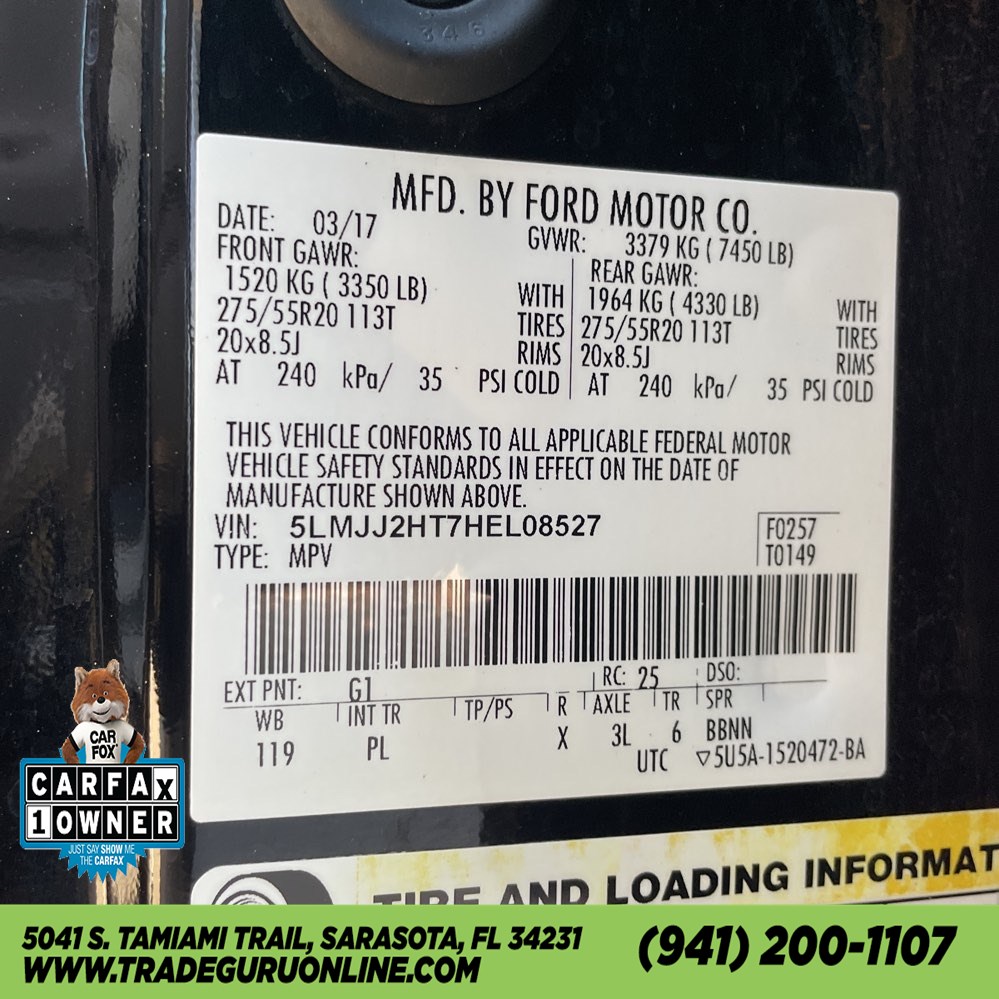 346
MFD. BY FORD MOTOR CO.
DATE: 03/17 GVWR: 3379 KG ( 7450 LB)
FRONT GAWR: REAR GAWR:
1520 KG ( 3350 LB) WITH 1964 KG ( 4330 LB) WITH
275/55R20 113T TIRES 275/55R20 113T TIRES
20x8.5J RIMS 20x8.5J RIMS
AT 240 kPa/ 35 PSI COLD AT 240 kPa/ 35 PSI COLD
THIS VEHICLE CONFORMS TO ALL APPLICABLE FEDERAL MOTOR
VEHICLE SAFETY STANDARDS IN EFFECT ON THE DATE OF
MANUFACTURE SHOWN ABOVE.
VIN: 5LMJJ2HT7HEL08527 F0257
TYPE: MPV T0149
EXT PNT: G1 RC: 25 DSO:
WB INT TR TP/PS R AXLE TR SPR
119 PL X 3L 6 BBNN
UTC ▽5U5A-1520472-BA
CAR
FOX
CARFAX
1 OWNER
JUST SAY SHOW ME
THE CARFAX
TIRE AND LOADING INFORMAT
5041 S. TAMIAMI TRAIL, SARASOTA, FL 34231
WWW.TRADEGURUONLINE.COM
(941) 200-1107